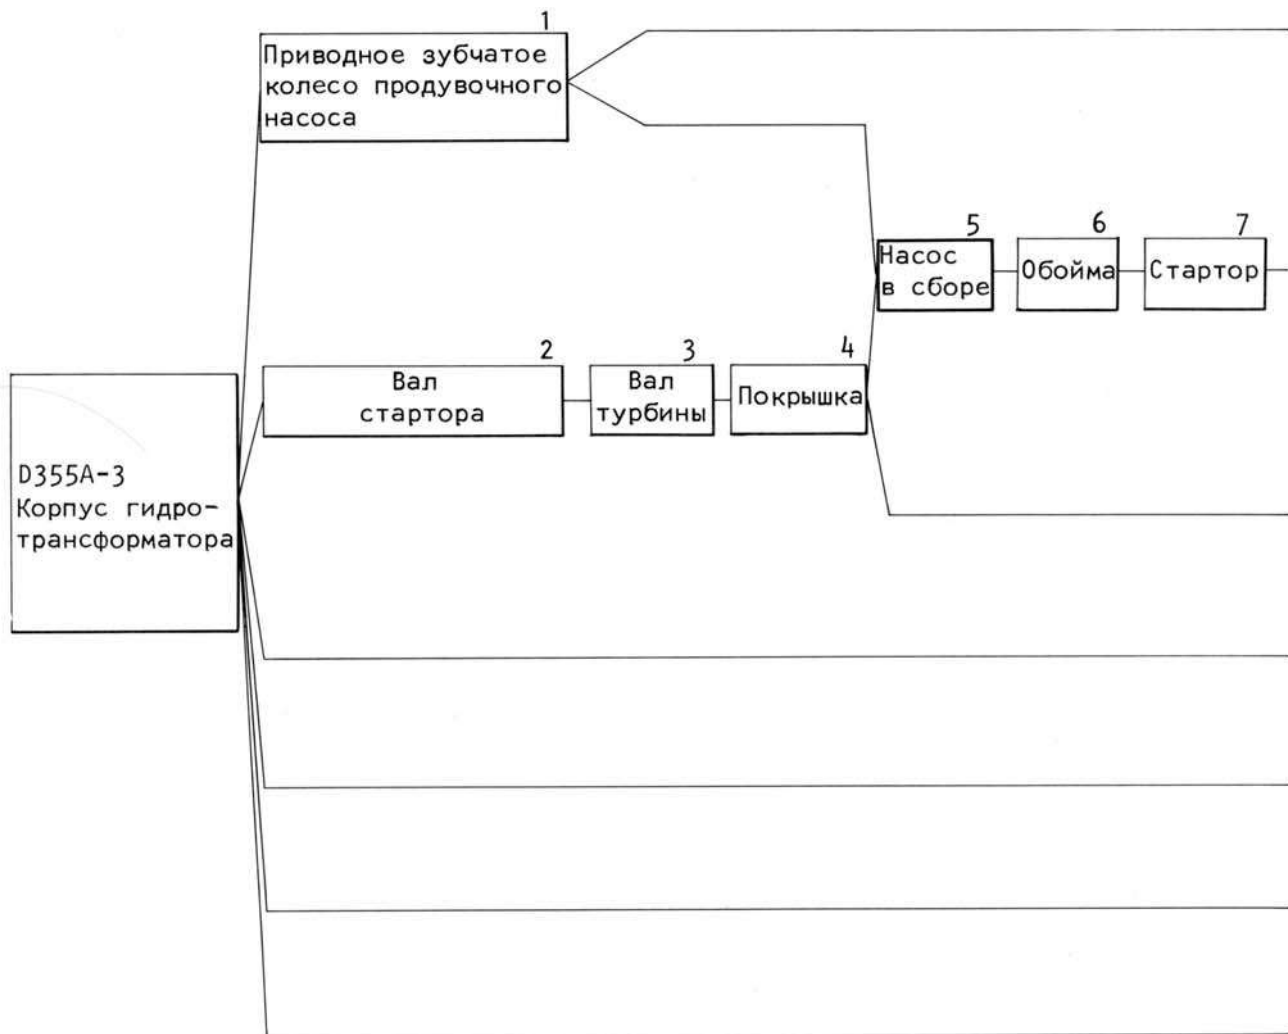 1
Приводное зубчатое
колесо продувочного
насоса
5
6
7
Насос
в сборе
Обойма
Стартор
2
3
4
Вал
стартора
Вал
турбины
Покрышка
D355A-3
Корпус гидро-
трансформатора